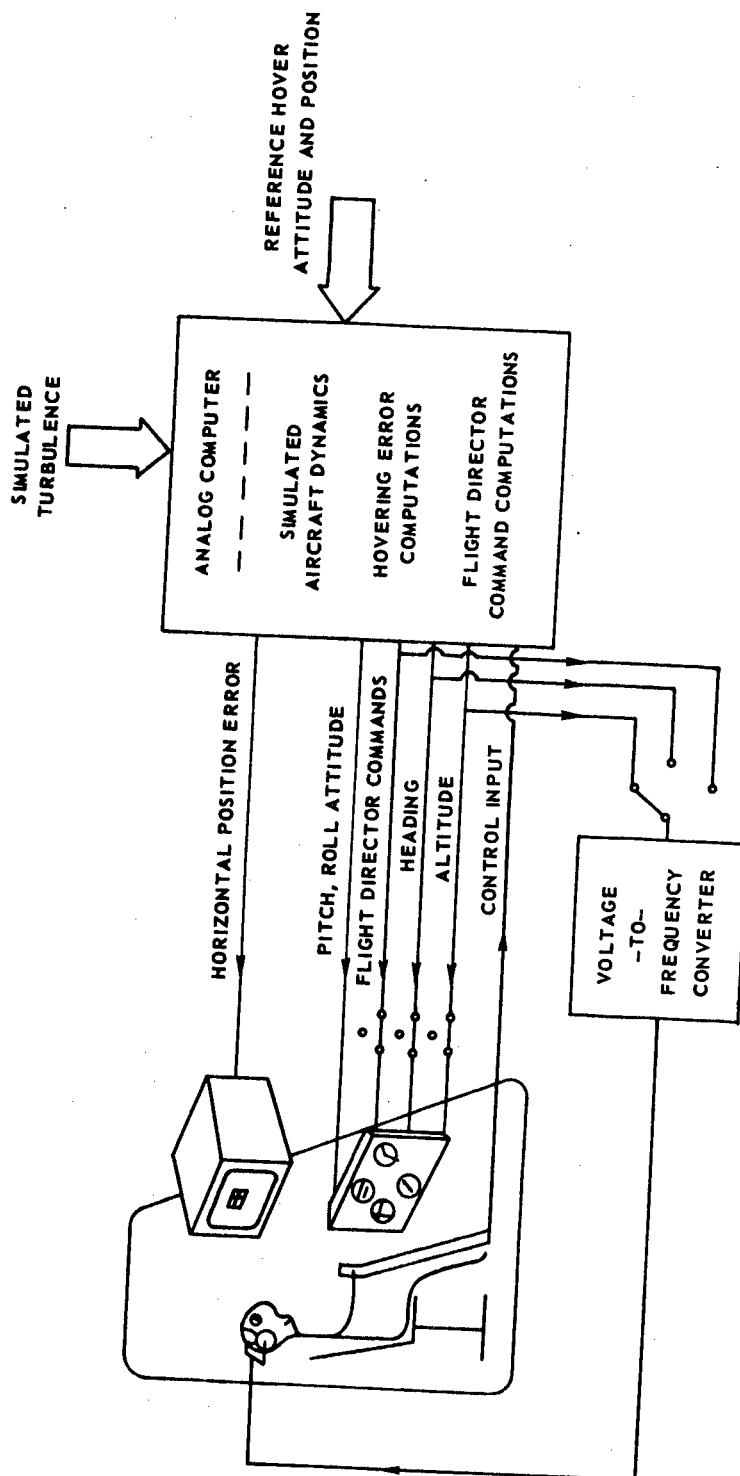 SIMULATED
TURBULENCE
REFERENCE HOVER
ATTITUDE AND POSITION
ANALOG COMPUTER
SIMULATED
AIRCRAFT DYNAMICS
HOVERING ERROR
COMPUTATIONS
FLIGHT DIRECTOR
COMMAND COMPUTATIONS
HORIZONTAL POSITION ERROR
PITCH, ROLL ATTITUDE
FLIGHT DIRECTOR COMMANDS
HEADING
ALTITUDE
CONTROL INPUT
VOLTAGE
-TO-
FREQUENCY
CONVERTER